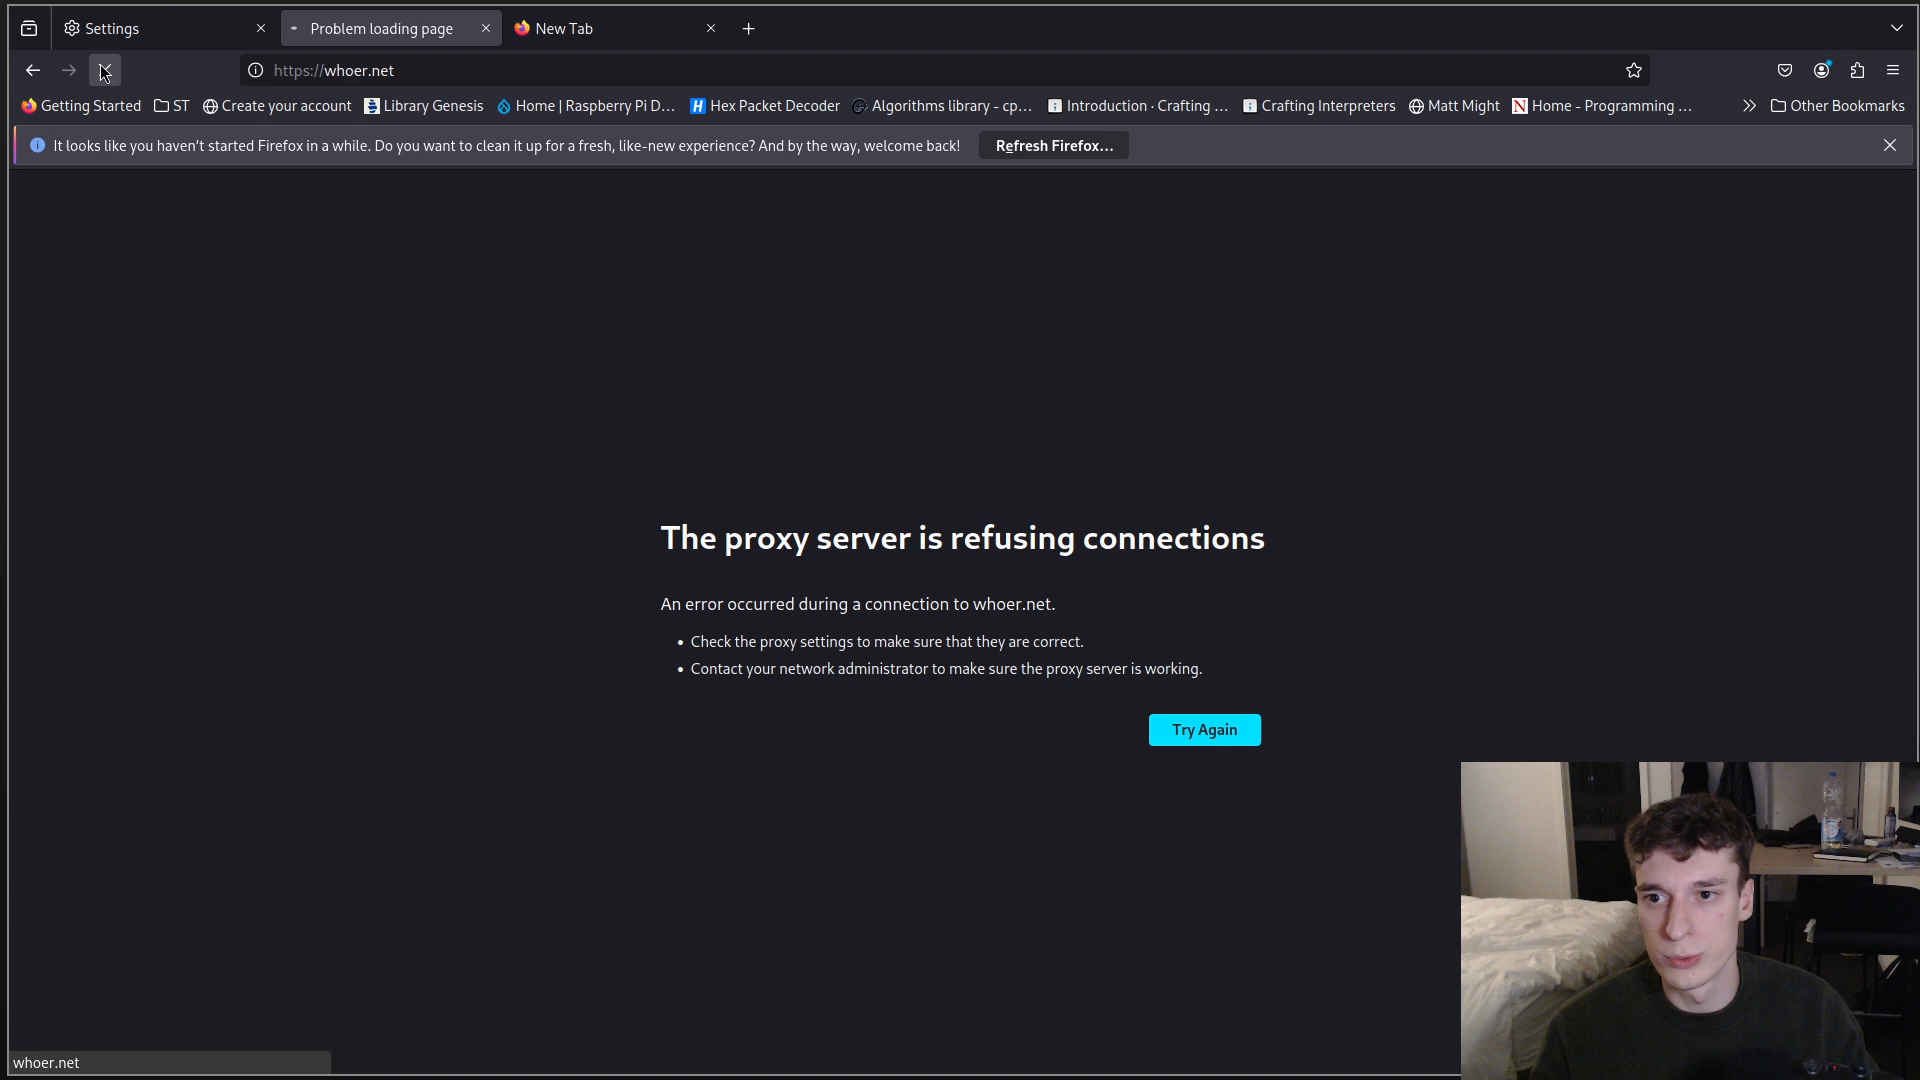 Settings
Problem loading page
New Tab
https://whoer.net
Getting Started
ST
Create your account
Library Genesis
Home | Raspberry Pi D...
Hex Packet Decoder
Algorithms library - cp...
Introduction · Crafting ...
Crafting Interpreters
Matt Might
Home - Programming ...
Other Bookmarks
It looks like you haven’t started Firefox in a while. Do you want to clean it up for a fresh, like-new experience? And by the way, welcome back!
Refresh Firefox...
The proxy server is refusing connections
An error occurred during a connection to whoer.net.
• Check the proxy settings to make sure that they are correct.
• Contact your network administrator to make sure the proxy server is working.
Try Again
whoer.net